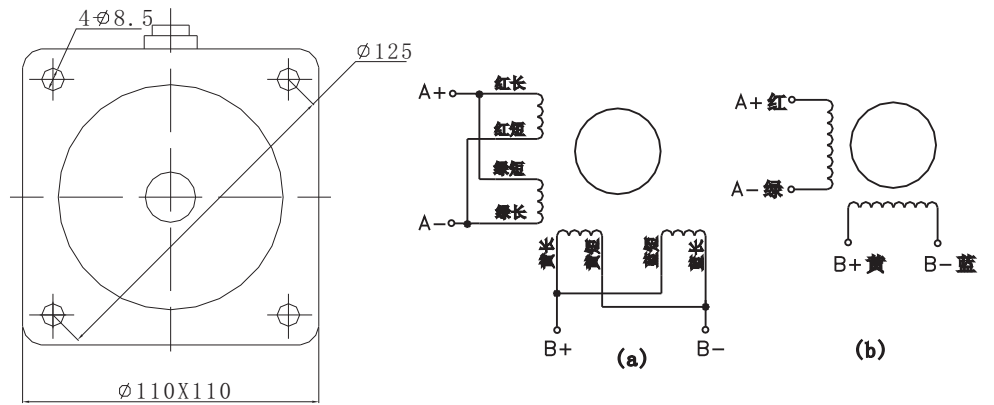 4-⌀8.5
⌀125
⌀110X110
A+
红长
红短
绿短
A-
绿长
黄长
黄短
蓝短
蓝长
B+
B-
(a)
A+红
A-绿
B+黄
B-蓝
(b)